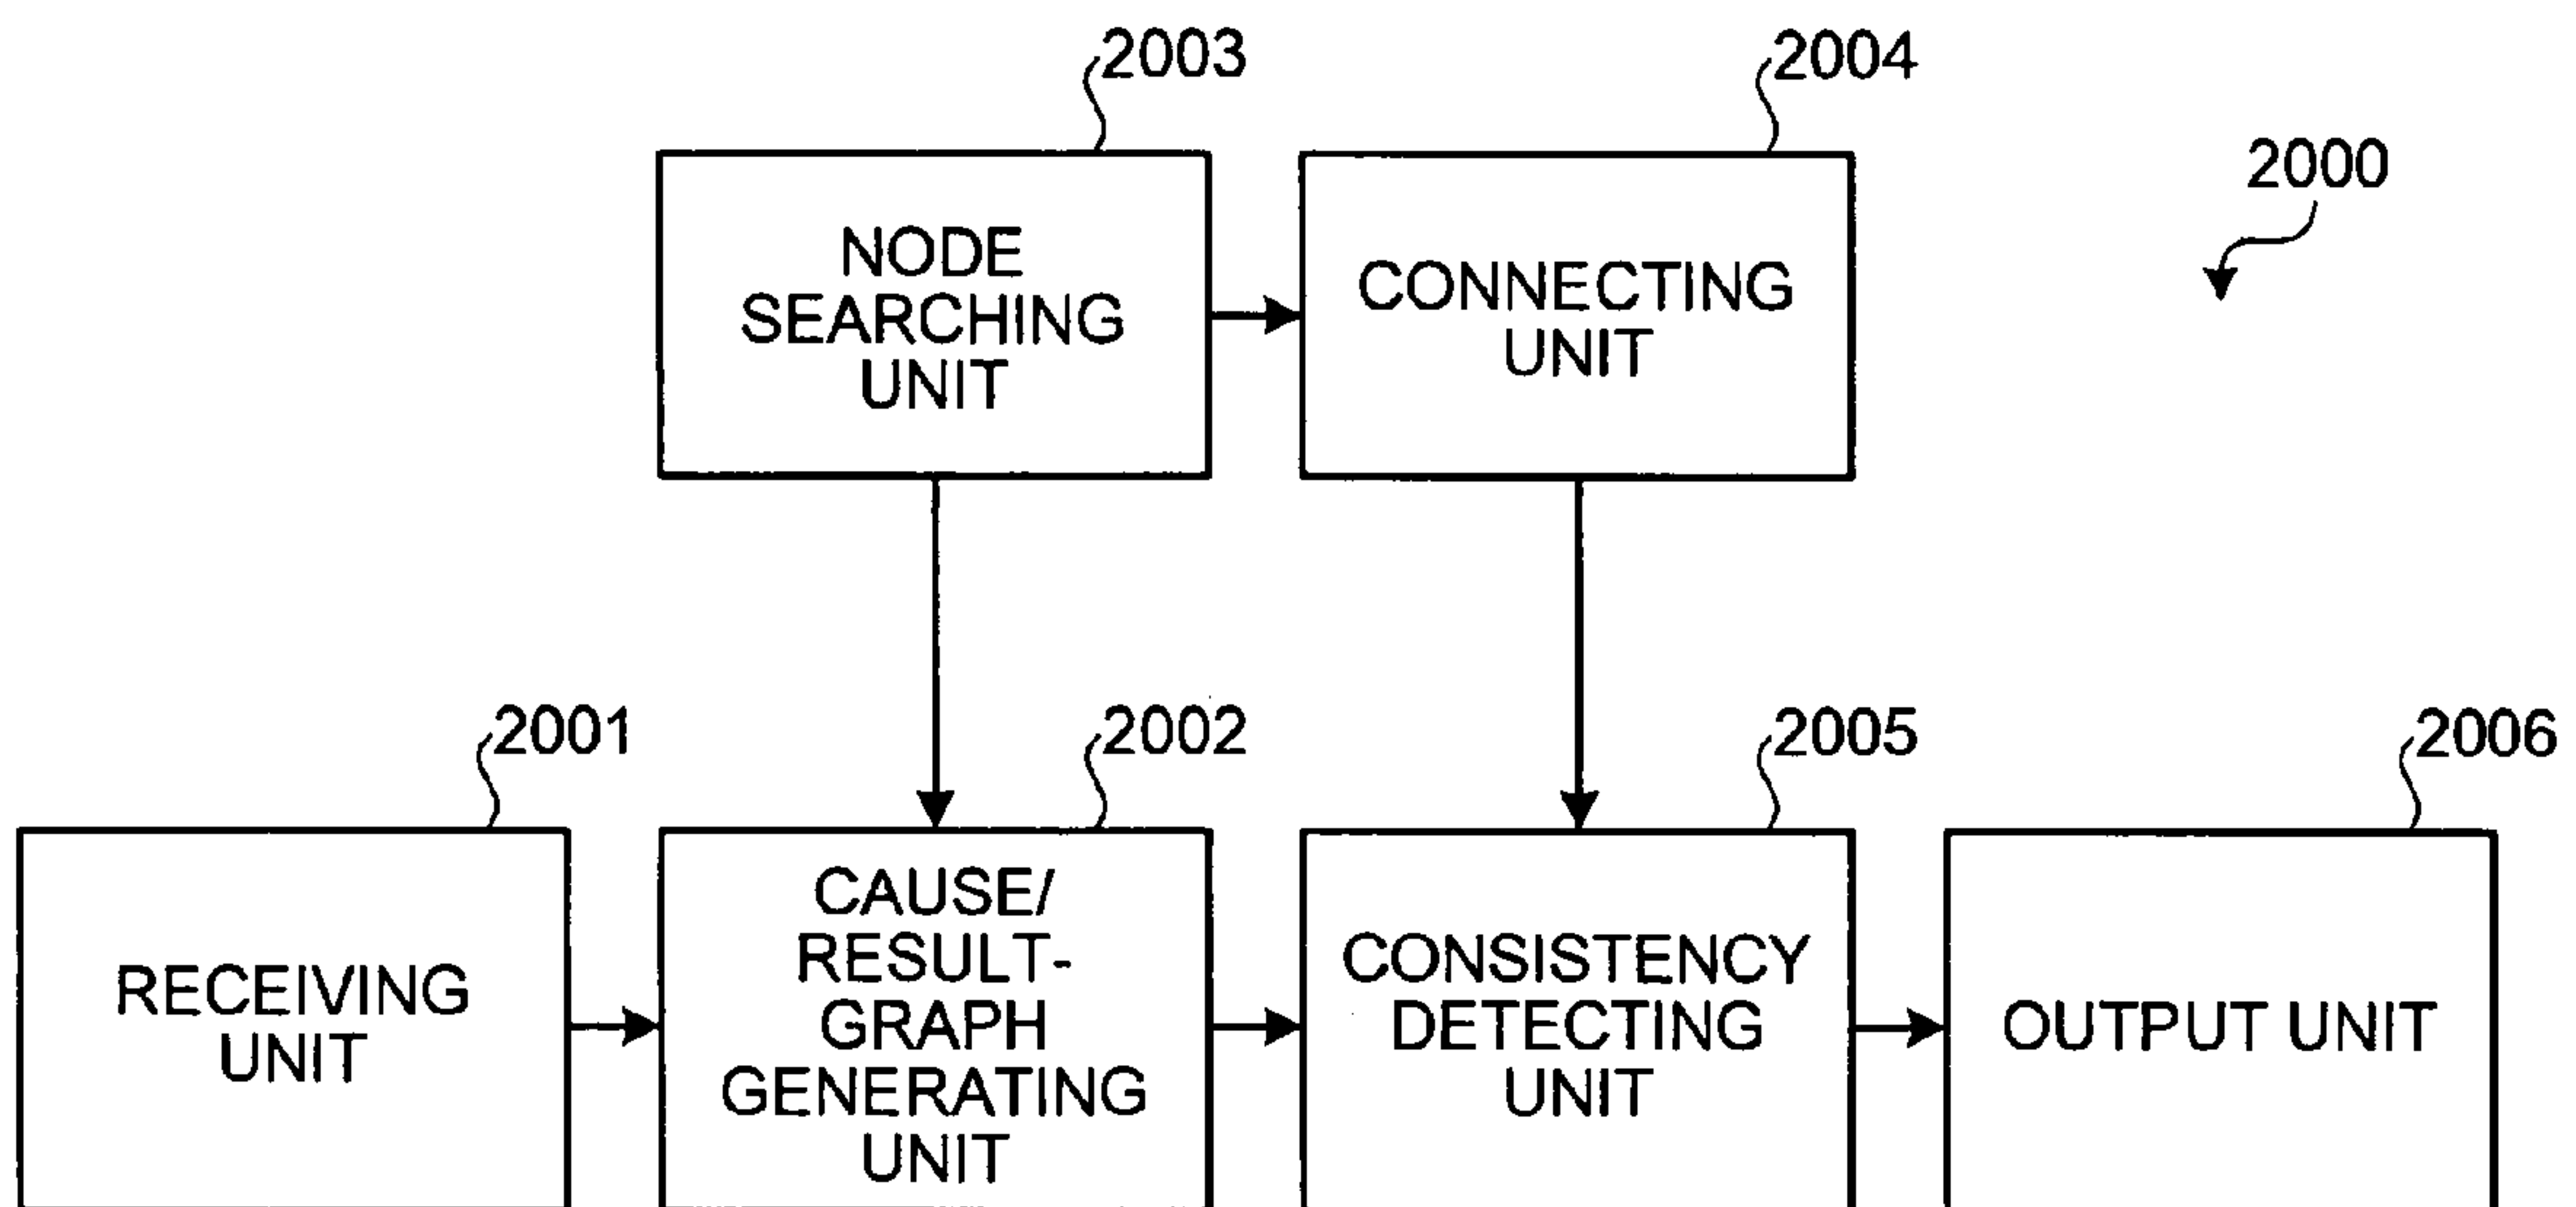 2003
2004
2000
NODE
SEARCHING
UNIT
CONNECTING
UNIT
2001
2002
2005
2006
RECEIVING
UNIT
CAUSE/
RESULT-
GRAPH
GENERATING
UNIT
CONSISTENCY
DETECTING
UNIT
OUTPUT UNIT